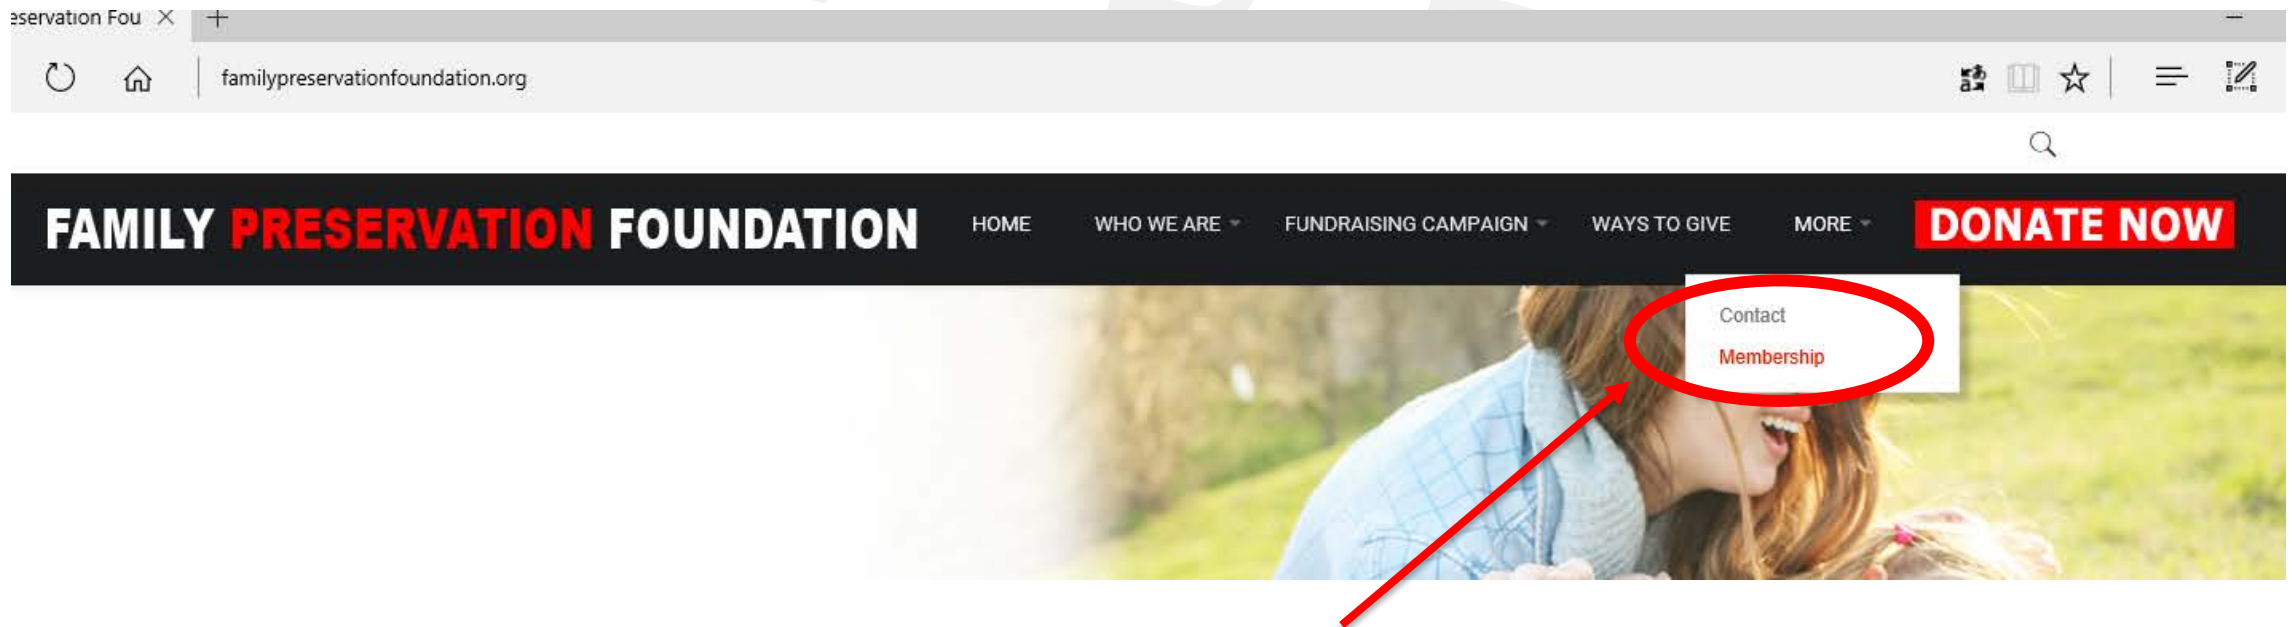 eservation Fou
familypreservationfoundation.org
FAMILY PRESERVATION FOUNDATION HOME WHO WE ARE FUNDRAISING CAMPAIGN WAYS TO GIVE MORE DONATE NOW
Contact
Membership